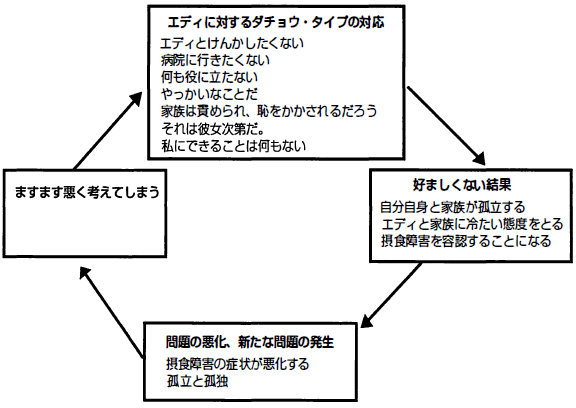 エディに対するダチョウ・タイプの対応
エディとけんかしたくない
病院に行きたくない
何も役に立たない
やっかいなことだ
家族は責められ、恥をかかされるだろう
それは彼女次第だ。
私にできることは何もない
好ましくない結果
自分自身と家族が孤立する
エディと家族に冷たい態度をとる
摂食障害を容認することになる
問題の悪化、新たな問題の発生
摂食障害の症状が悪化する
孤立と孤独
ますます悪く考えてしまう